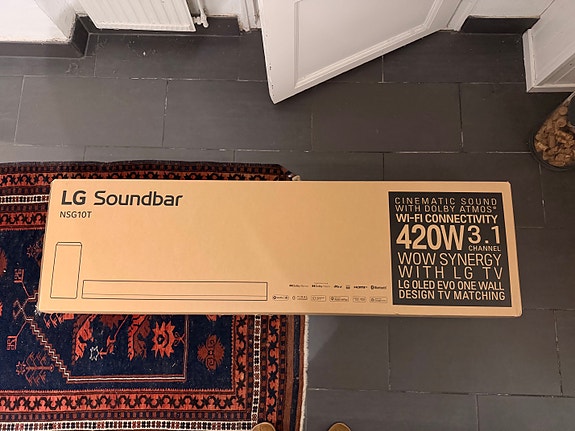 LG Soundbar
NSG10T
CINEMATIC SOUND
WITH DOLBY ATMOS®
WI-FI CONNECTIVITY
420W 3.1
CHANNEL
WOW SYNERGY
WITH LG TV
LG OLED EVO ONE WALL
DESIGN TV MATCHING